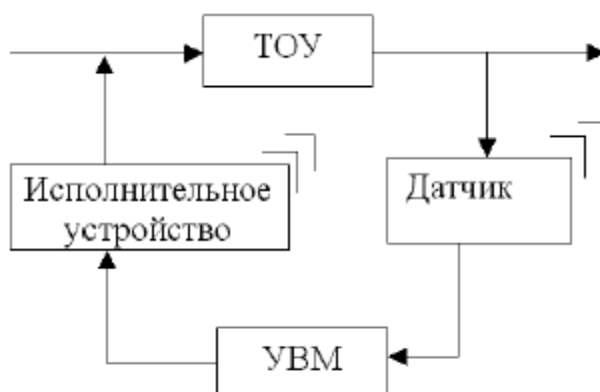 ТОУ
Исполнительное
устройство
Датчик
УВМ